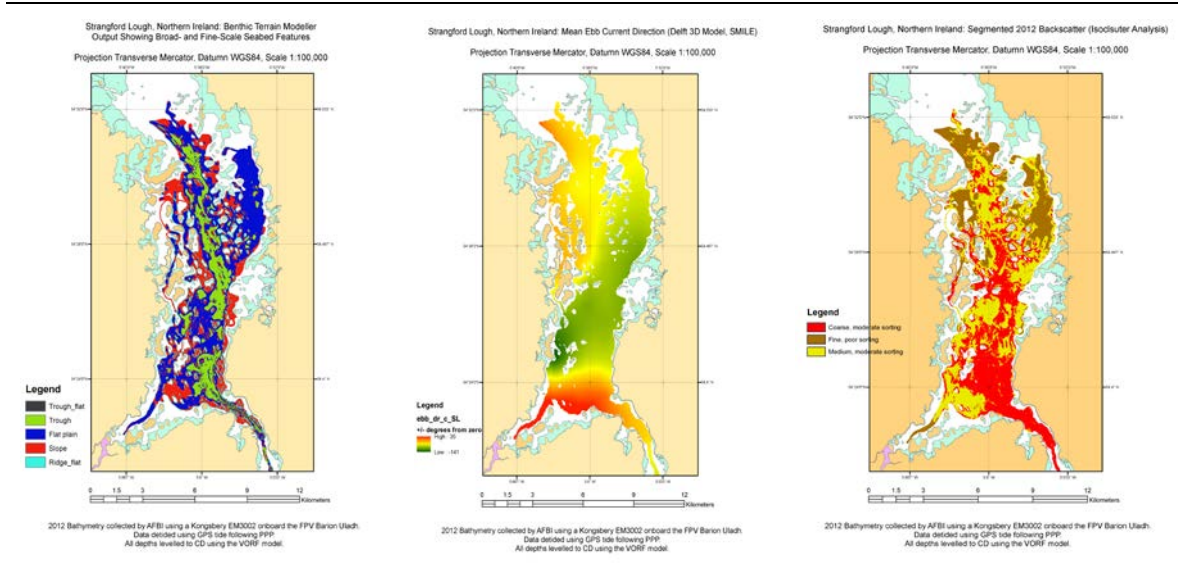 Strangford Lough, Northern Ireland: Benthic Terrain Modeller
Output Showing Broad- and Fine-Scale Seabed Features
Projection Transverse Mercator, Datumn WGS84, Scale 1:100,000
Legend
Trough_flat
Trough
Flat plain
Slope
Ridge_flat
0 1.5 3 6 9 12
Kilometers
2012 Bathymetry collected by AFBI using a Kongsbery EM3002 onboard the FPV Barion Uladh.
Data detided using GPS tide following PPP.
All depths levelled to CD using the VORF model.
Strangford Lough, Northern Ireland: Mean Ebb Current Direction (Delft 3D Model, SMILE)
Projection Transverse Mercator, Datumn WGS84, Scale 1:100,000
Legend
ebb_dr_c_SL
+/- degrees from zero
High : 35
Low : -141
0 1.5 3 6 9 12
Kilometers
2012 Bathymetry collected by AFBI using a Kongsbery EM3002 onboard the FPV Barion Uladh.
Data detided using GPS tide following PPP.
All depths levelled to CD using the VORF model.
Strangford Lough, Northern Ireland: Segmented 2012 Backscatter (Isoclsuter Analysis)
Projection Transverse Mercator, Datumn WGS84, Scale 1:100,000
Legend
Coarse, moderate sorting
Fine, poor sorting
Medium, moderate sorting
0 1.5 3 6 9 12
Kilometers
2012 Bathymetry collected by AFBI using a Kongsbery EM3002 onboard the FPV Barion Uladh.
Data detided using GPS tide following PPP.
All depths levelled to CD using the VORF model.